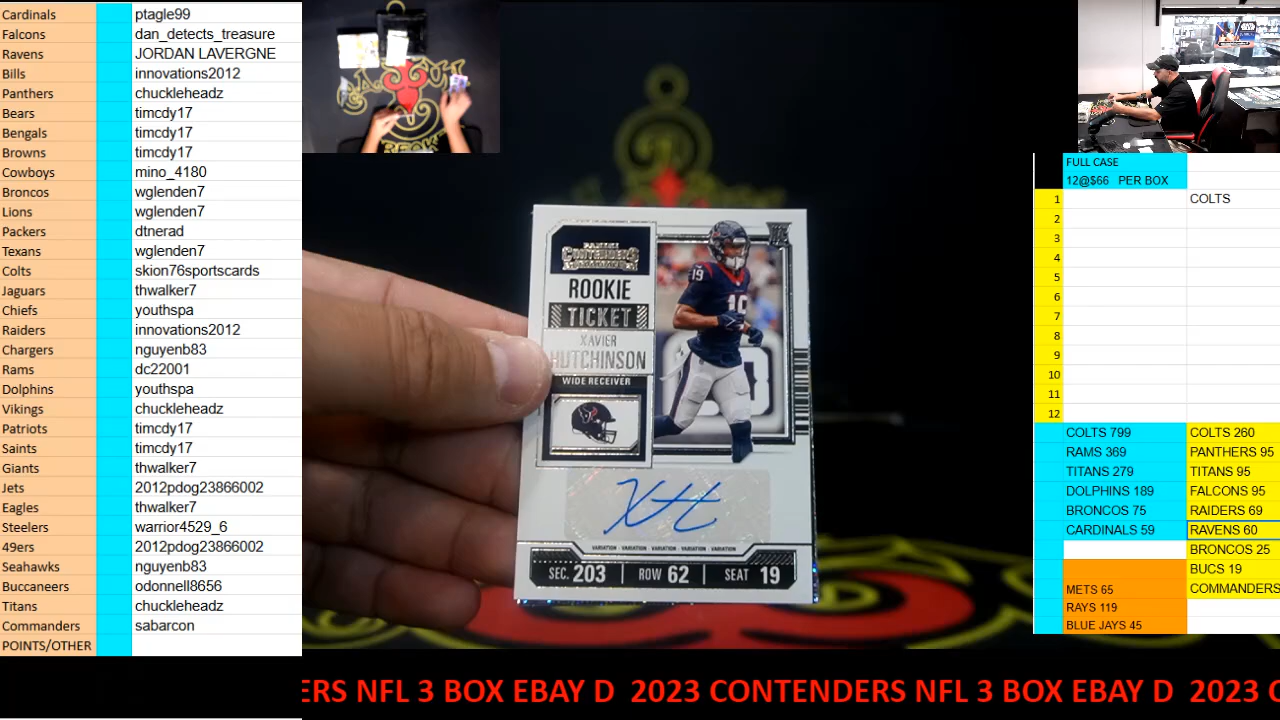 Cardinals ptagle99
Falcons dan_detects_treasure
Ravens JORDAN LAVERGNE
Bills innovations2012
Panthers chuckleheadz
Bears timcdy17
Bengals timcdy17
Browns timcdy17
Cowboys mino_4180
Broncos wglenden7
Lions wglenden7
Packers dtnerad
Texans wglenden7
Colts skion76sportscards
Jaguars thwalker7
Chiefs youthspa
Raiders innovations2012
Chargers nguyenb83
Rams dc22001
Dolphins youthspa
Vikings chuckleheadz
Patriots timcdy17
Saints timcdy17
Giants thwalker7
Jets 2012pdog23866002
Eagles thwalker7
Steelers warrior4529_6
49ers 2012pdog23866002
Seahawks nguyenb83
Buccaneers odonnell8656
Titans chuckleheadz
Commanders sabarcon
POINTS/OTHER
PANINI
CONTENDERS
ROOKIE
TICKET
XAVIER
HUTCHINSON
WIDE RECEIVER
19
VARIATION · VARIATION · VARIATION · VARIATION · VARIATION
SEC. 203 | ROW 62 | SEAT 19
FULL CASE
12@$66 PER BOX
1 COLTS
2
3
4
5
6
7
8
9
10
11
12
COLTS 799 COLTS 260
RAMS 369 PANTHERS 95
TITANS 279 TITANS 95
DOLPHINS 189 FALCONS 95
BRONCOS 75 RAIDERS 69
CARDINALS 59 RAVENS 60
BRONCOS 25
BUCS 19
METS 65 COMMANDERS
RAYS 119
BLUE JAYS 45
ERS NFL 3 BOX EBAY D 2023 CONTENDERS NFL 3 BOX EBAY D 2023 C